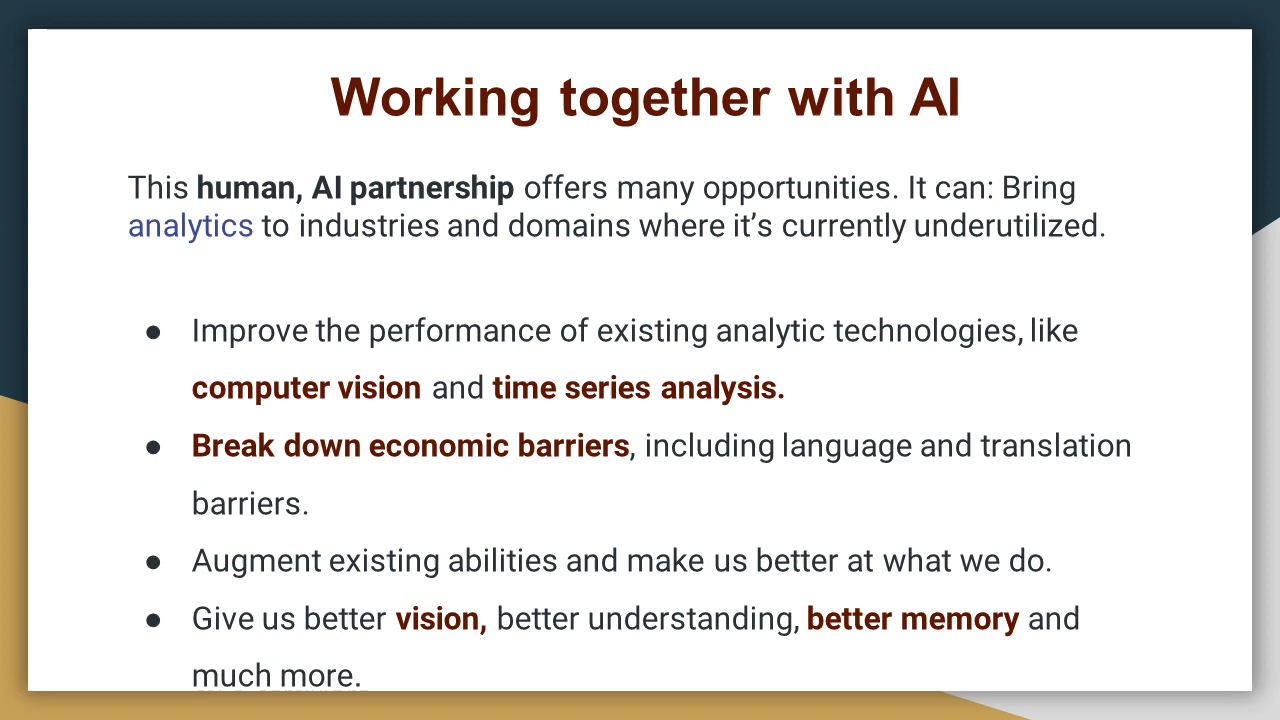 Working together with AI
This human, AI partnership offers many opportunities. It can: Bring
analytics to industries and domains where it’s currently underutilized.
● Improve the performance of existing analytic technologies, like
computer vision and time series analysis.
● Break down economic barriers, including language and translation
barriers.
● Augment existing abilities and make us better at what we do.
● Give us better vision, better understanding, better memory and
much more.